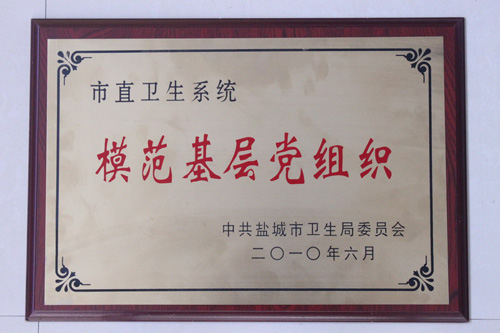 市直卫生系统
模范基层党组织
中共盐城市卫生局委员会
二〇一〇年六月